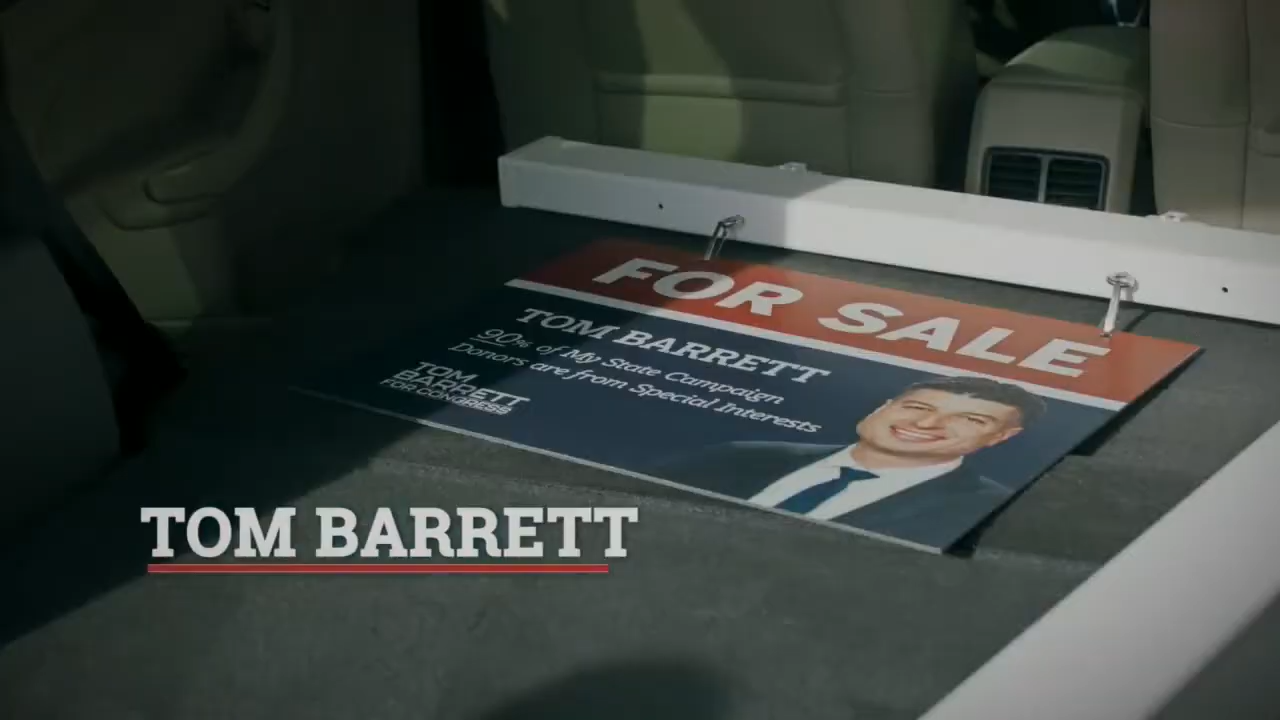 FOR SALE
TOM BARRETT
90% of My State Campaign
Donors are from Special Interests
TOM
BARRETT
FOR CONGRESS
TOM BARRETT